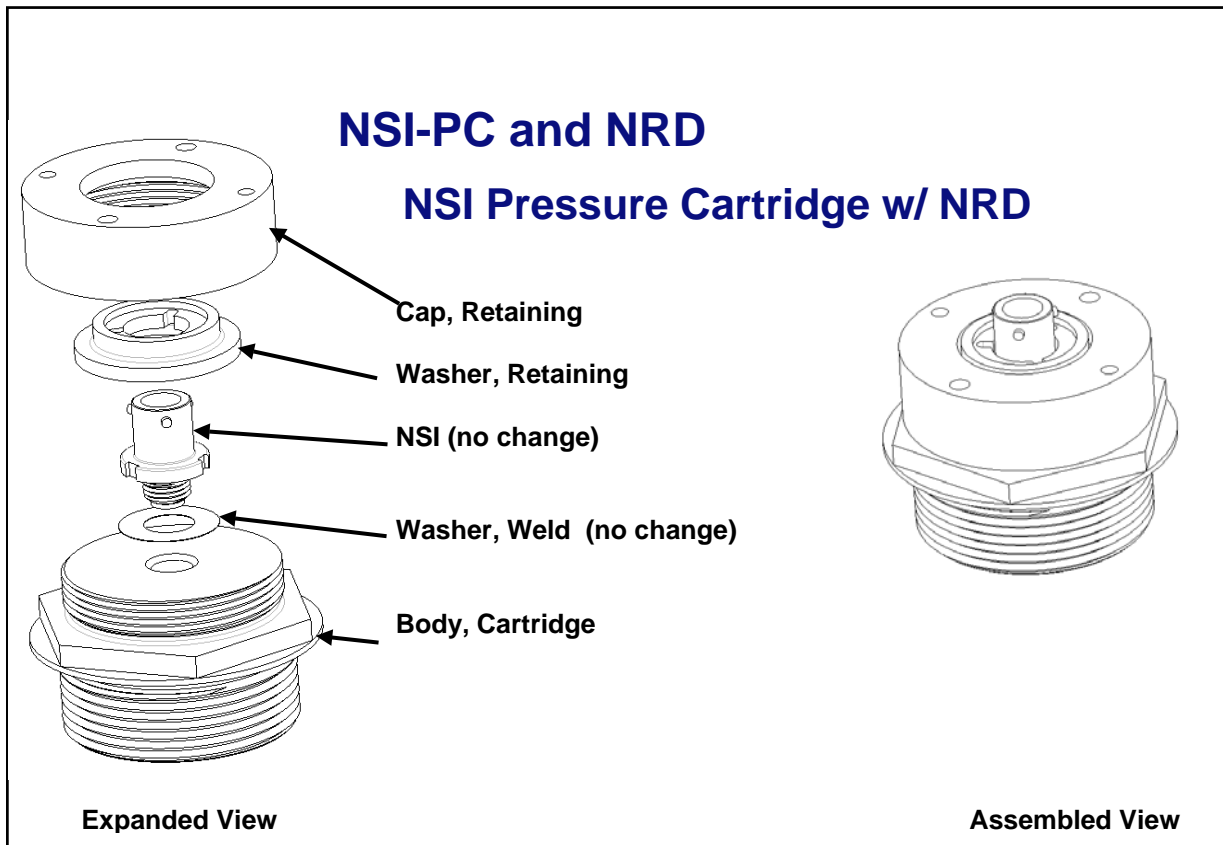 NSI-PC and NRD
NSI Pressure Cartridge w/ NRD
Cap, Retaining
Washer, Retaining
NSI (no change)
Washer, Weld  (no change)
Body, Cartridge
Expanded View
Assembled View